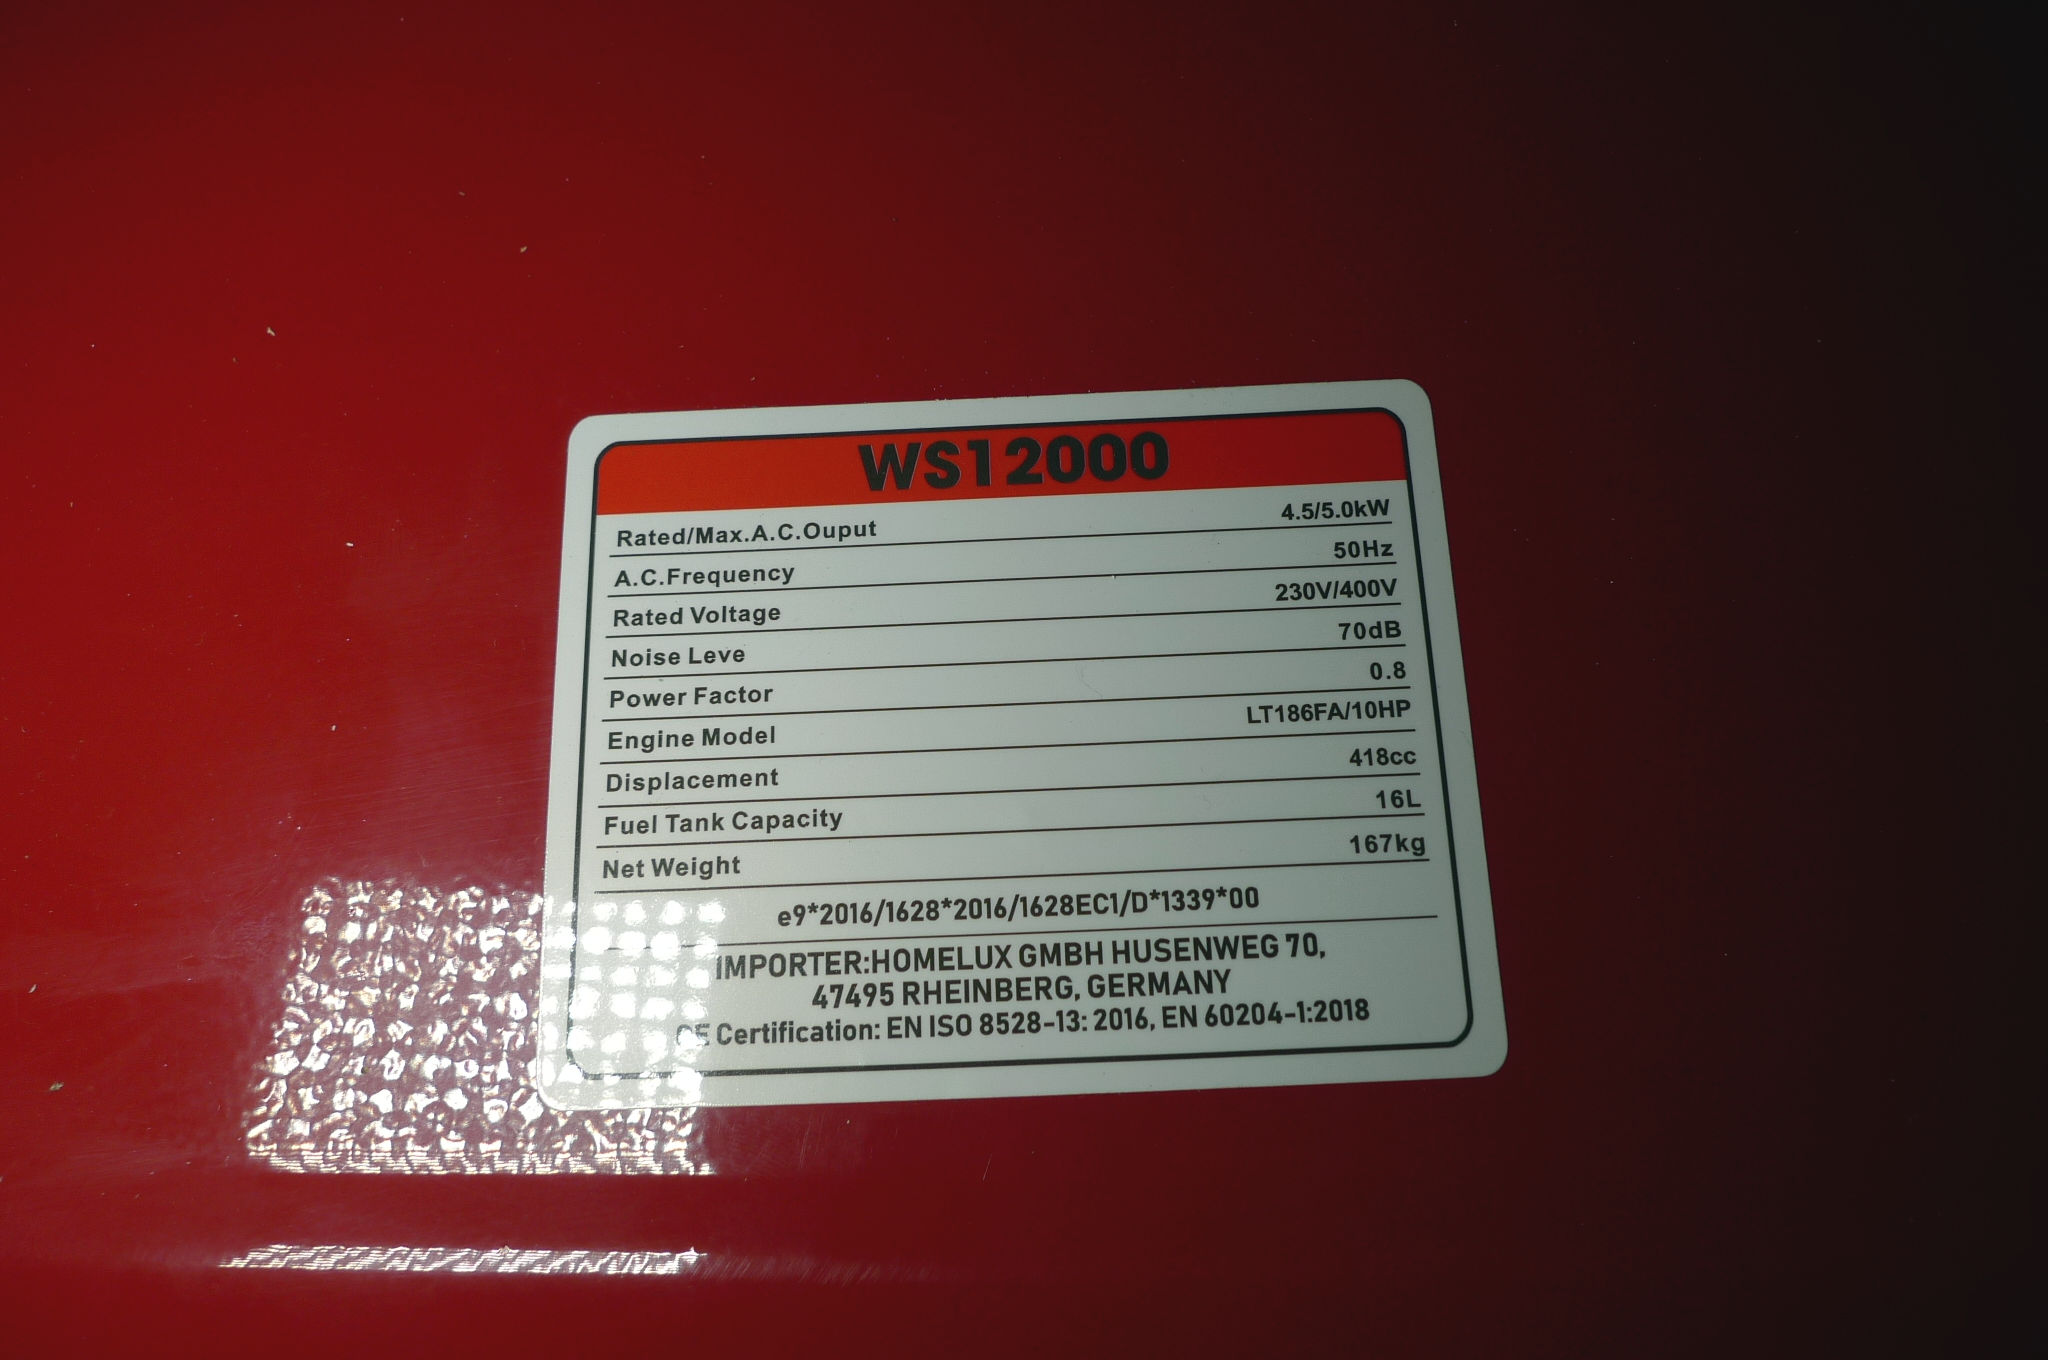 WS12000
Rated/Max.A.C.Ouput 4.5/5.0kW
A.C.Frequency 50Hz
Rated Voltage 230V/400V
Noise Leve 70dB
Power Factor 0.8
Engine Model LT186FA/10HP
Displacement 418cc
Fuel Tank Capacity 16L
Net Weight 167kg
e9*2016/1628*2016/1628EC1/D*1339*00
IMPORTER:HOMELUX GMBH HUSENWEG 70,
47495 RHEINBERG, GERMANY
CE Certification: EN ISO 8528-13: 2016, EN 60204-1:2018